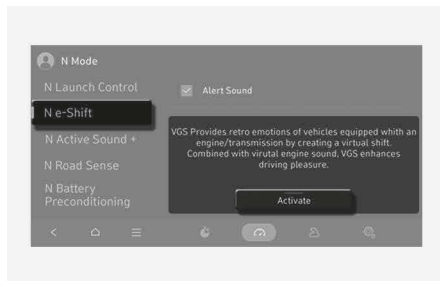 N Mode
N Launch Control
Alert Sound
N e-Shift
N Active Sound +
N Road Sense
N Battery
Preconditioning
VGS Provides retro emotions of vehicles equipped whith an
engine/transmission by creating a virtual shift.
Combined with virutal engine sound, VGS enhances
driving pleasure.
Activate